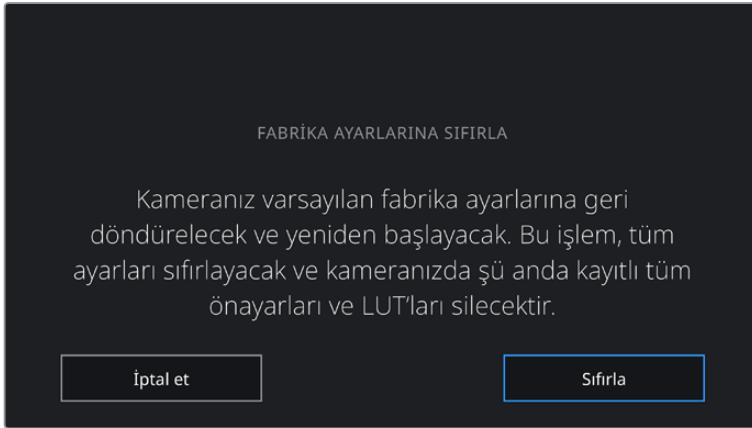 FABRİKA AYARLARINA SIFIRLA
Kameranız varsayılan fabrika ayarlarına geri
döndürelecek ve yeniden başlayacak. Bu işlem, tüm
ayarları sıfırlayacak ve kameranızda şü anda kayıtlı tüm
önayarları ve LUT'ları silecektir.
İptal et
Sıfırla